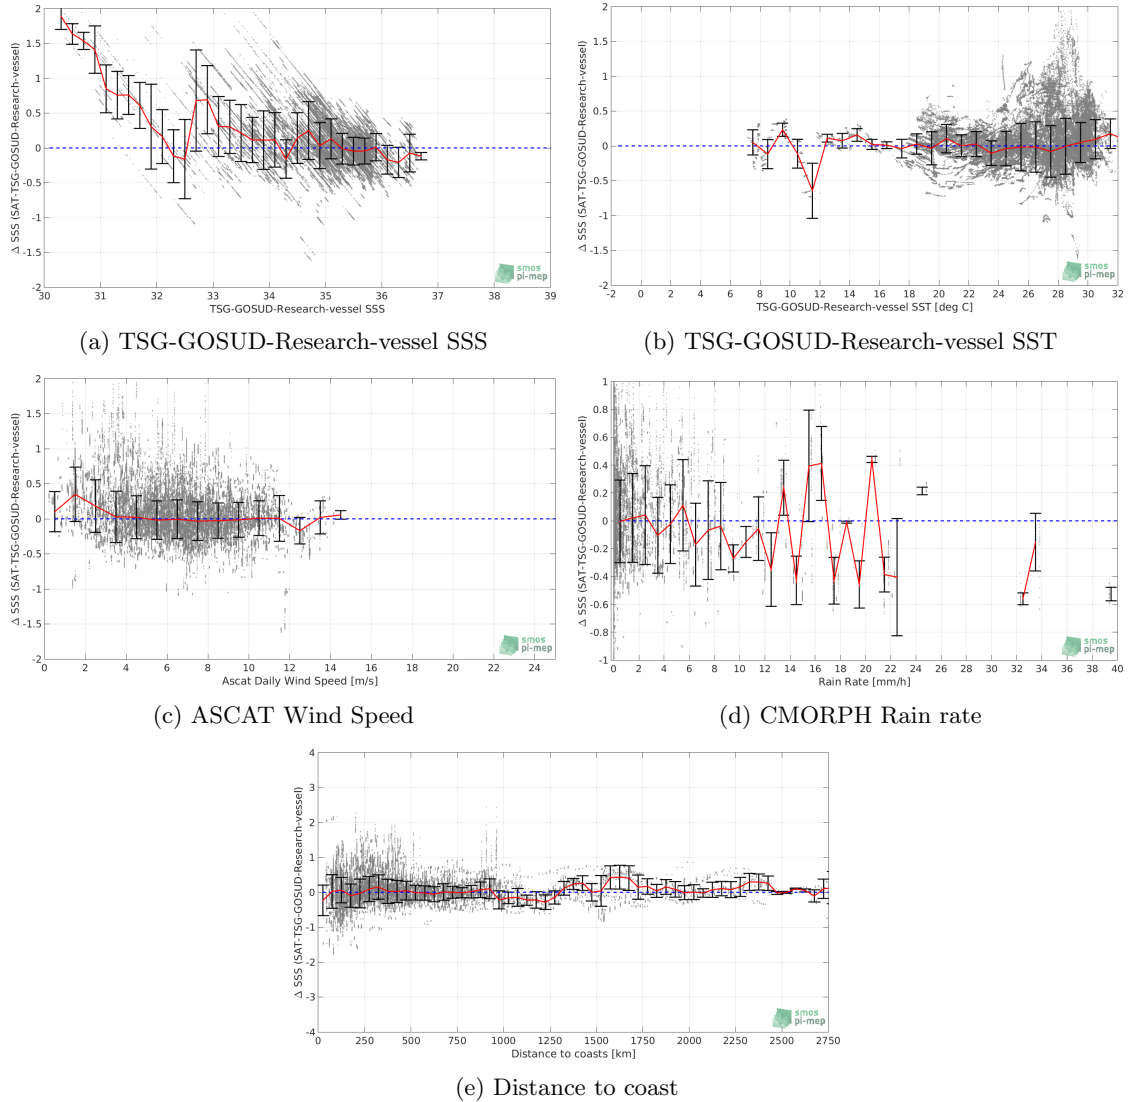 2
1.5
1
0.5
0
-0.5
-1
-1.5
-2
Δ SSS (SAT-TSG-GOSUD-Research-vessel)
30 31 32 33 34 35 36 37 38 39
TSG-GOSUD-Research-vessel SSS
smos
pi-mep
(a) TSG-GOSUD-Research-vessel SSS
2
1.5
1
0.5
0
-0.5
-1
-1.5
-2
Δ SSS (SAT-TSG-GOSUD-Research-vessel)
-2 0 2 4 6 8 10 12 14 16 18 20 22 24 26 28 30 32
TSG-GOSUD-Research-vessel SST [deg C]
smos
pi-mep
(b) TSG-GOSUD-Research-vessel SST
2
1.5
1
0.5
0
-0.5
-1
-1.5
-2
Δ SSS (SAT-TSG-GOSUD-Research-vessel)
0 2 4 6 8 10 12 14 16 18 20 22 24
Ascat Daily Wind Speed [m/s]
smos
pi-mep
(c) ASCAT Wind Speed
1
0.8
0.6
0.4
0.2
0
-0.2
-0.4
-0.6
-0.8
-1
Δ SSS (SAT-TSG-GOSUD-Research-vessel)
0 2 4 6 8 10 12 14 16 18 20 22 24 26 28 30 32 34 36 38 40
Rain Rate [mm/h]
smos
pi-mep
(d) CMORPH Rain rate
4
3
2
1
0
-1
-2
-3
-4
Δ SSS (SAT-TSG-GOSUD-Research-vessel)
0 250 500 750 1000 1250 1500 1750 2000 2250 2500 2750
Distance to coasts [km]
smos
pi-mep
(e) Distance to coast